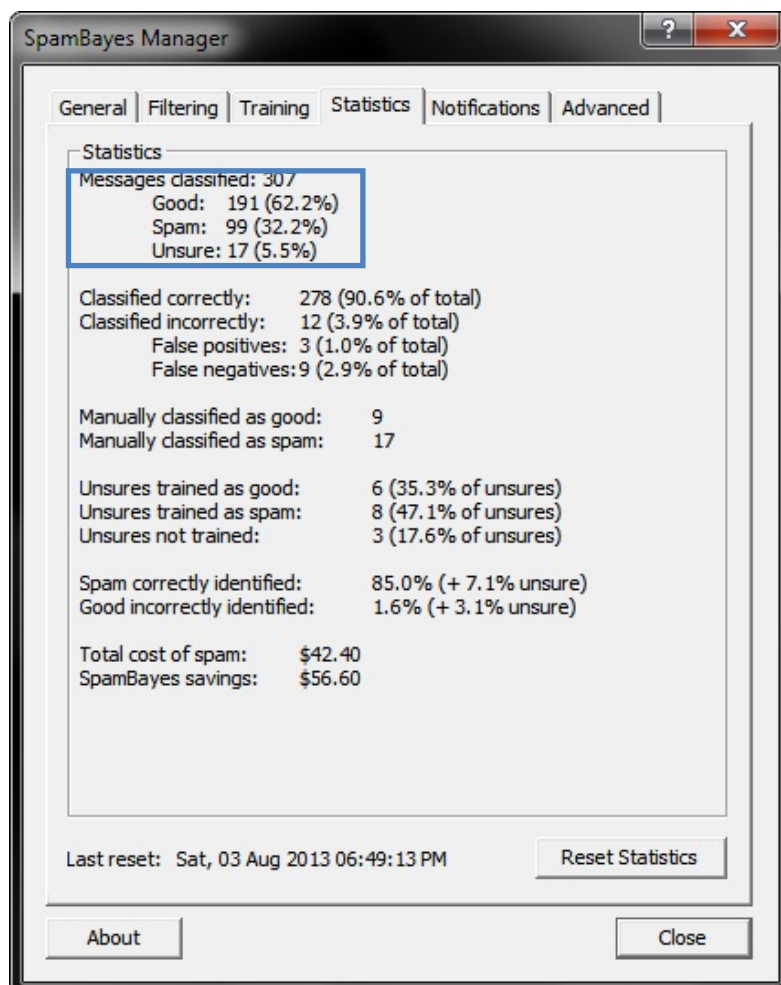 SpamBayes Manager
?
X
General Filtering Training Statistics Notifications Advanced
Statistics
Messages classified: 307
Good: 191 (62.2%)
Spam: 99 (32.2%)
Unsure: 17 (5.5%)
Classified correctly: 278 (90.6% of total)
Classified incorrectly: 12 (3.9% of total)
False positives: 3 (1.0% of total)
False negatives: 9 (2.9% of total)
Manually classified as good: 9
Manually classified as spam: 17
Unsures trained as good: 6 (35.3% of unsures)
Unsures trained as spam: 8 (47.1% of unsures)
Unsures not trained: 3 (17.6% of unsures)
Spam correctly identified: 85.0% (+ 7.1% unsure)
Good incorrectly identified: 1.6% (+ 3.1% unsure)
Total cost of spam: $42.40
SpamBayes savings: $56.60
Last reset: Sat, 03 Aug 2013 06:49:13 PM Reset Statistics
About Close